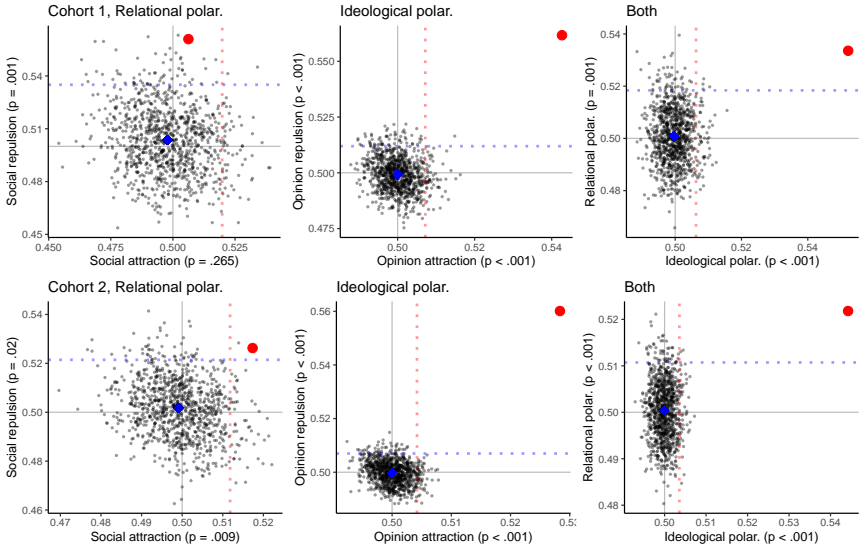 Cohort 1, Relational polar.
Social repulsion (p = .001)
0.54
0.51
0.48
0.45
0.450
0.475
0.500
0.525
Social attraction (p = .265)
Ideological polar.
Opinion repulsion (p < .001)
0.550
0.525
0.500
0.475
0.50
0.52
0.54
Opinion attraction (p < .001)
Both
Relational polar. (p = .001)
0.54
0.52
0.50
0.48
0.50
0.52
0.54
Ideological polar. (p < .001)
Cohort 2, Relational polar.
Social repulsion (p = .02)
0.54
0.52
0.50
0.48
0.46
0.47
0.48
0.49
0.50
0.51
0.52
Social attraction (p = .009)
Ideological polar.
Opinion repulsion (p < .001)
0.56
0.54
0.52
0.50
0.50
0.51
0.52
Opinion attraction (p < .001)
Both
Relational polar. (p < .001)
0.52
0.51
0.50
0.49
0.48
0.50
0.51
0.52
0.53
0.54
Ideological polar. (p < .001)